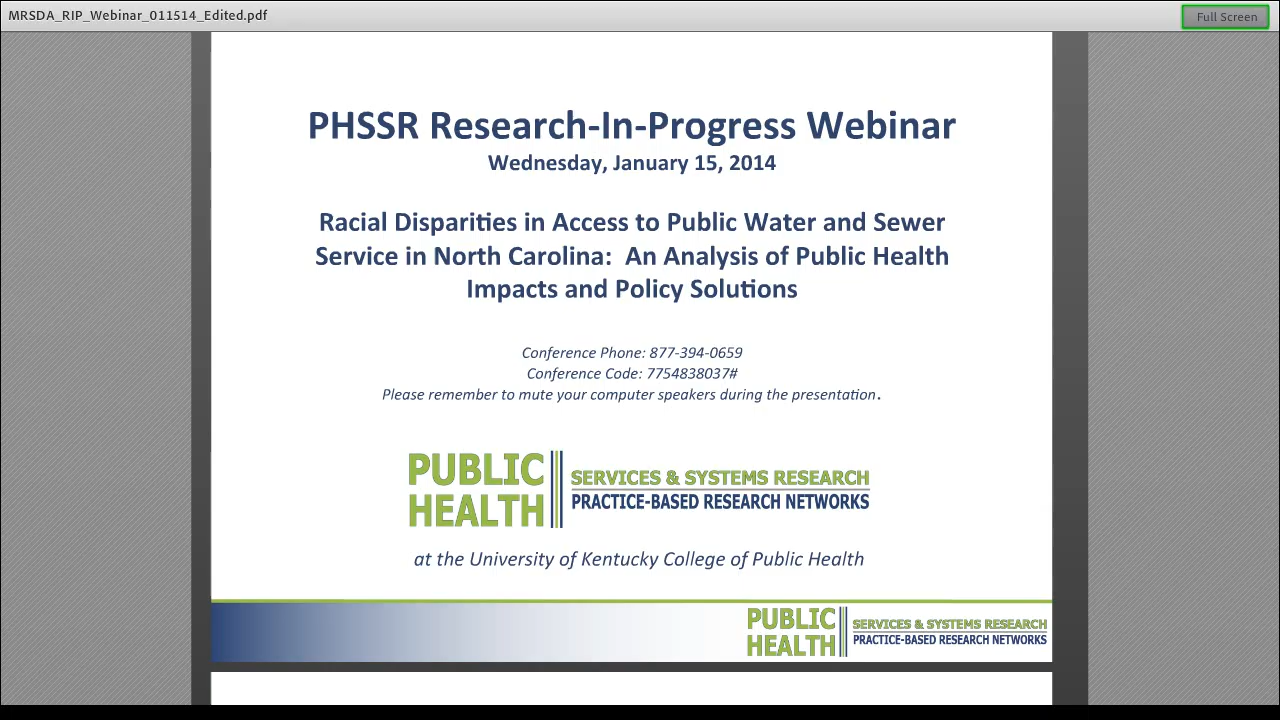 MRSDA_RIP_Webinar_011514_Edited.pdf
Full Screen
PHSSR Research-In-Progress Webinar
Wednesday, January 15, 2014
Racial Disparities in Access to Public Water and Sewer
Service in North Carolina:  An Analysis of Public Health
Impacts and Policy Solutions
Conference Phone: 877-394-0659
Conference Code: 7754838037#
Please remember to mute your computer speakers during the presentation.
PUBLIC
HEALTH
SERVICES & SYSTEMS RESEARCH
PRACTICE-BASED RESEARCH NETWORKS
at the University of Kentucky College of Public Health
PUBLIC
HEALTH
SERVICES & SYSTEMS RESEARCH
PRACTICE-BASED RESEARCH NETWORKS